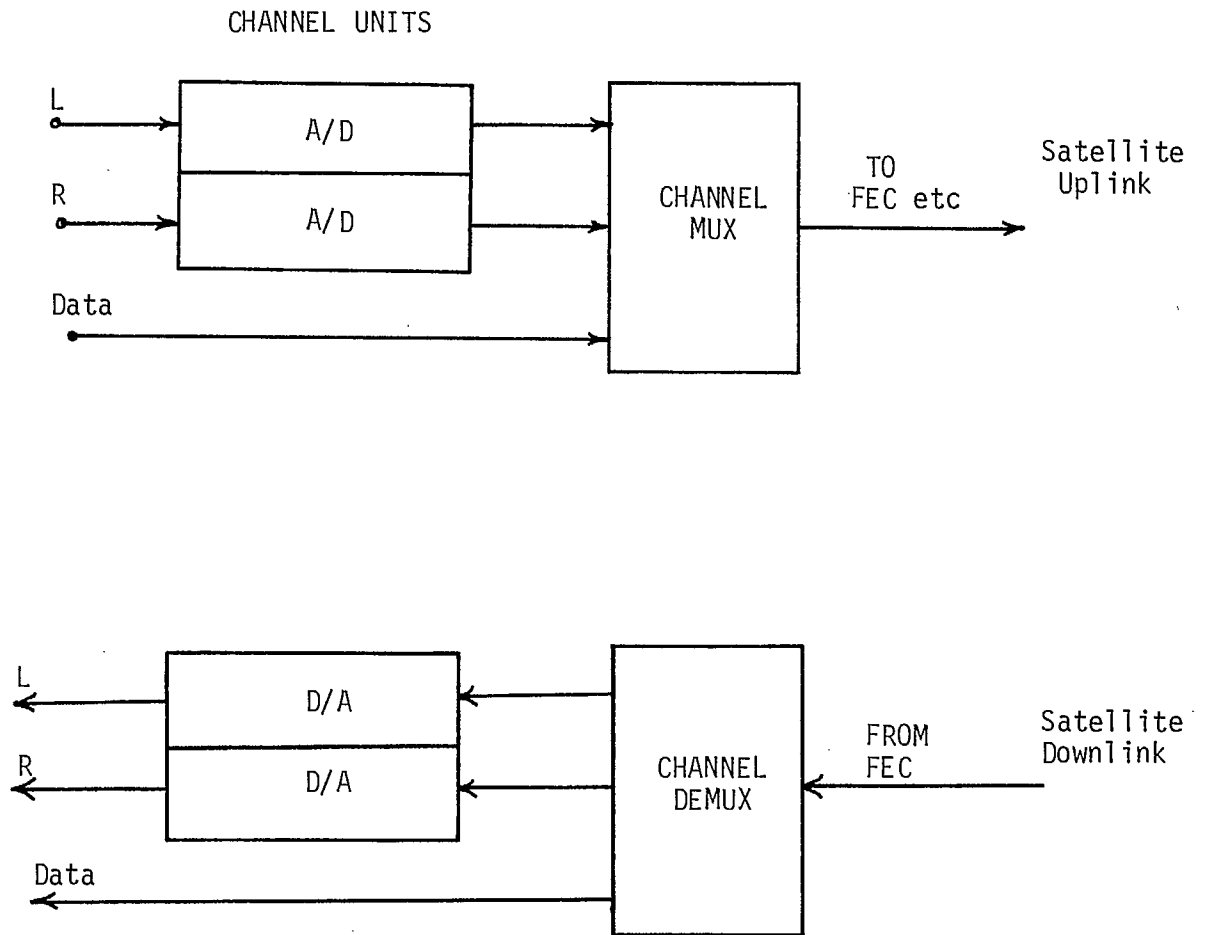 CHANNEL UNITS
L
A/D
R
A/D
Data
CHANNEL
MUX
TO
FEC etc
Satellite
Uplink
L
D/A
R
D/A
Data
CHANNEL
DEMUX
FROM
FEC
Satellite
Downlink